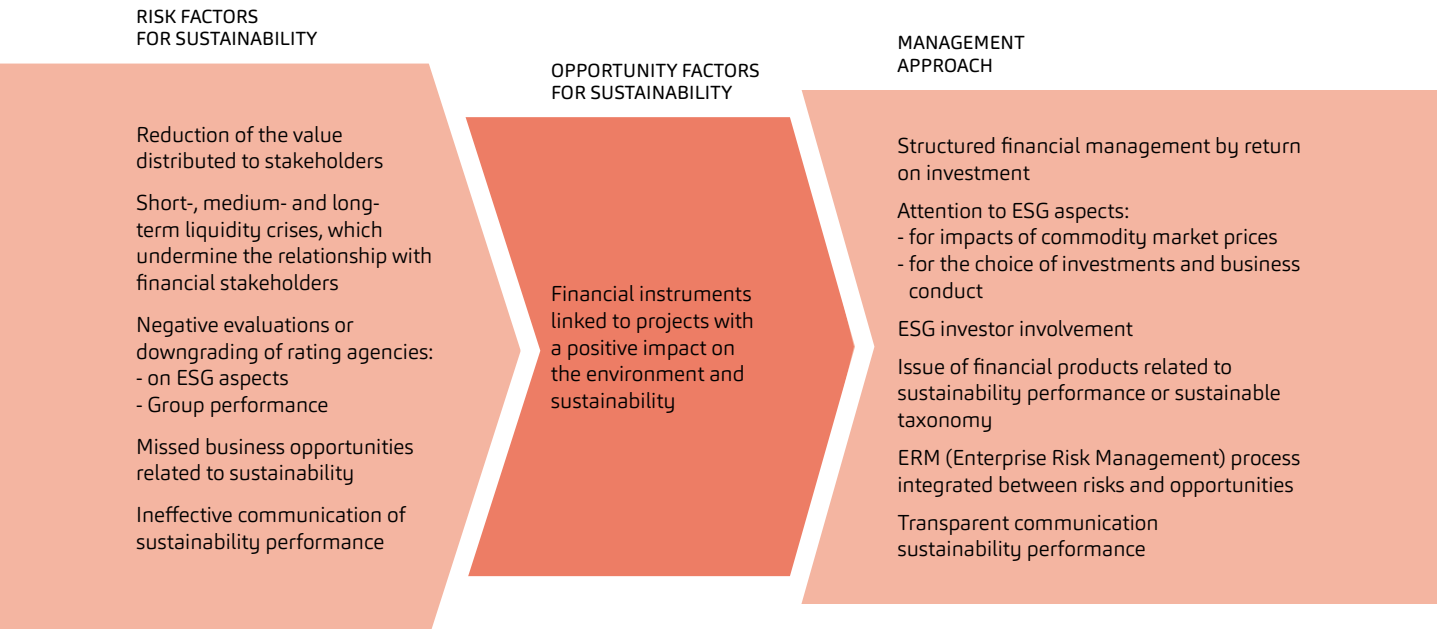 RISK FACTORS
FOR SUSTAINABILITY
Reduction of the value
distributed to stakeholders
Short-, medium- and long-
term liquidity crises, which
undermine the relationship with
financial stakeholders
Negative evaluations or
downgrading of rating agencies:
- on ESG aspects
- Group performance
Missed business opportunities
related to sustainability
Ineffective communication of
sustainability performance
OPPORTUNITY FACTORS
FOR SUSTAINABILITY
Financial instruments
linked to projects with
a positive impact on
the environment and
sustainability
MANAGEMENT
APPROACH
Structured financial management by return
on investment
Attention to ESG aspects:
- for impacts of commodity market prices
- for the choice of investments and business
conduct
ESG investor involvement
Issue of financial products related to
sustainability performance or sustainable
taxonomy
ERM (Enterprise Risk Management) process
integrated between risks and opportunities
Transparent communication
sustainability performance